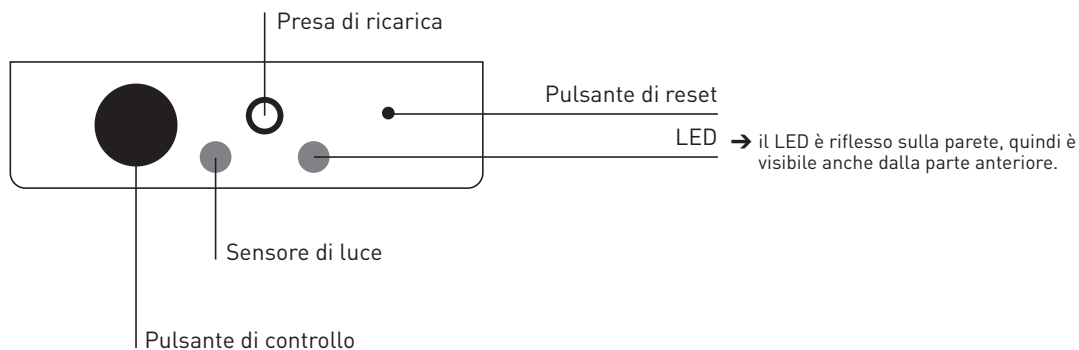 Presa di ricarica
Pulsante di reset
LED
➔ il LED è riflesso sulla parete, quindi è
visibile anche dalla parte anteriore.
Sensore di luce
Pulsante di controllo